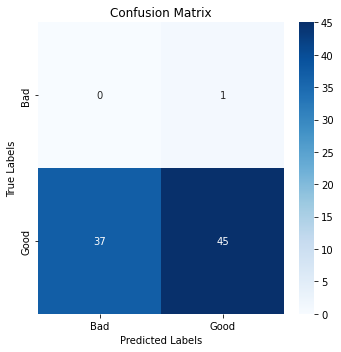 Confusion Matrix
True Labels
Bad
0 1
Good
37 45
Bad Good
Predicted Labels
45
40
35
30
25
20
15
10
5
0